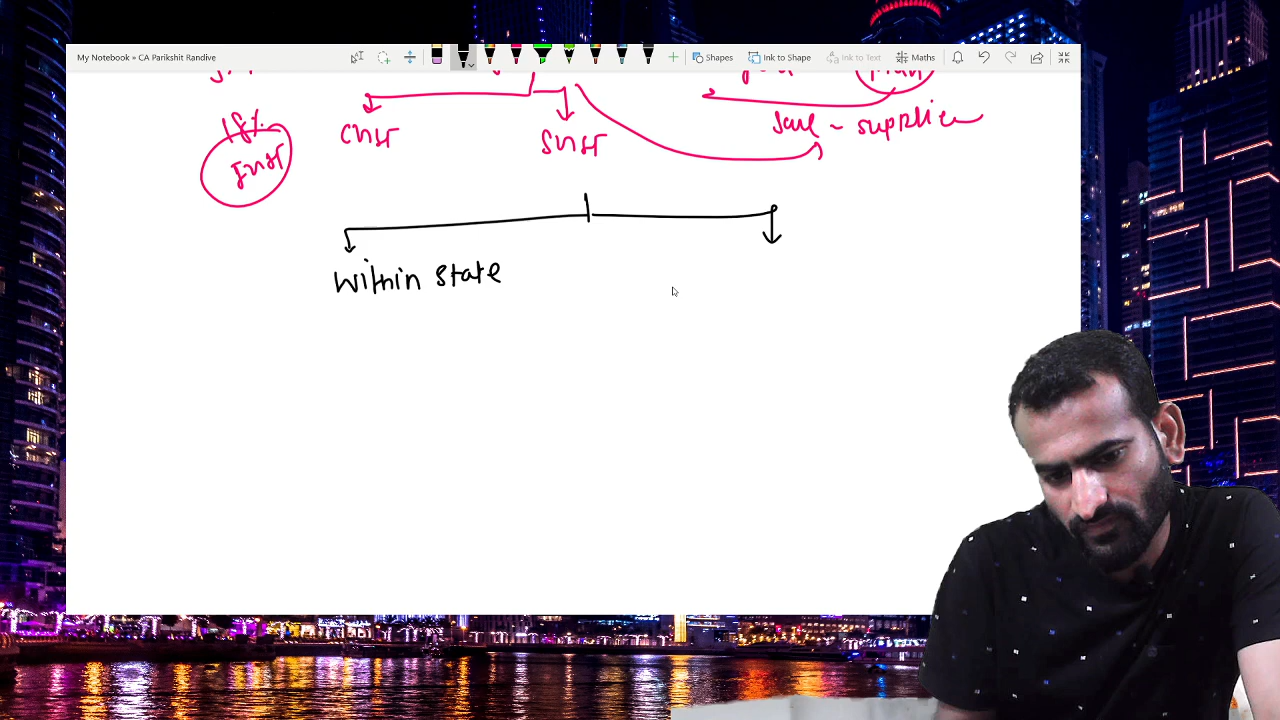 My Notebook » CA Parikshit Randive
Shapes Ink to Shape Ink to Text Maths
18%
IGST
CGST
SGST
Sale - supplier
Within State